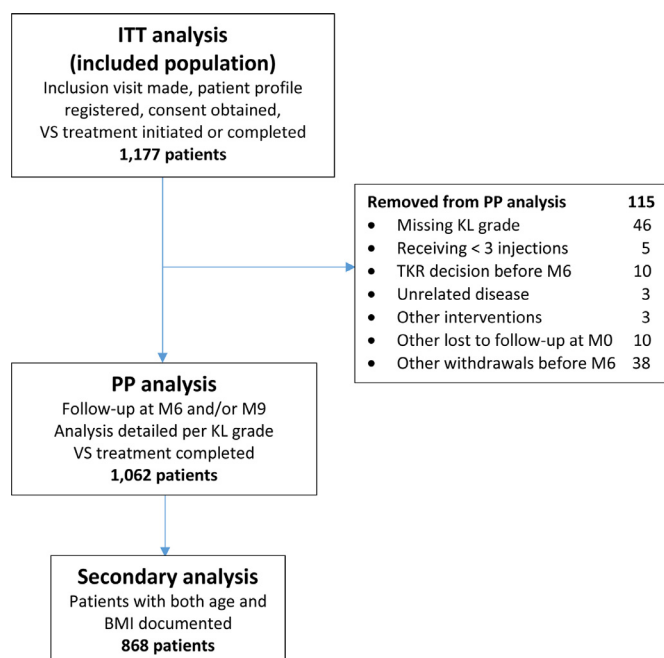 ITT analysis
(included population)
Inclusion visit made, patient profile
registered, consent obtained,
VS treatment initiated or completed
1,177 patients
Removed from PP analysis 115
• Missing KL grade 46
• Receiving < 3 injections 5
• TKR decision before M6 10
• Unrelated disease 3
• Other interventions 3
• Other lost to follow-up at M0 10
• Other withdrawals before M6 38
PP analysis
Follow-up at M6 and/or M9
Analysis detailed per KL grade
VS treatment completed
1,062 patients
Secondary analysis
Patients with both age and
BMI documented
868 patients